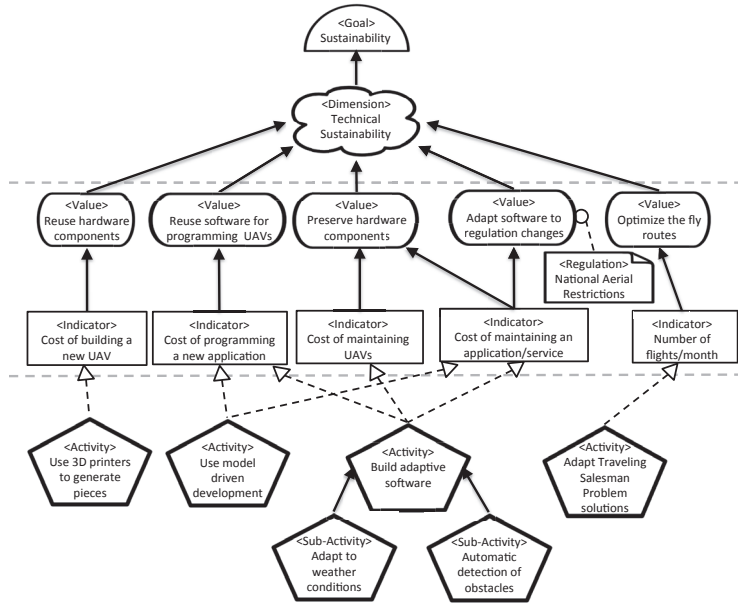 <Goal>
Sustainability
<Dimension>
Technical
Sustainability
<Value>
Reuse hardware
components
<Value>
Reuse software for
programming UAVs
<Value>
Preserve hardware
components
<Value>
Adapt software to
regulation changes
<Value>
Optimize the fly
routes
<Regulation>
National Aerial
Restrictions
<Indicator>
Cost of building a
new UAV
<Indicator>
Cost of programming
a new application
<Indicator>
Cost of maintaining
UAVs
<Indicator>
Cost of maintaining an
application/service
<Indicator>
Number of
flights/month
<Activity>
Use 3D printers
to generate
pieces
<Activity>
Use model
driven
development
<Activity>
Build adaptive
software
<Activity>
Adapt Traveling
Salesman
Problem
solutions
<Sub-Activity>
Adapt to
weather
conditions
<Sub-Activity>
Automatic
detection of
obstacles